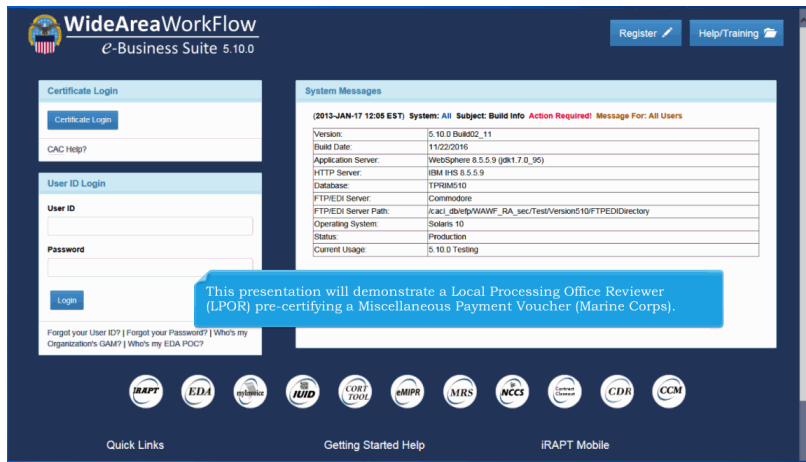 WideAreaWorkFlow
e-Business Suite 5.10.0
Register
Help/Training
Certificate Login
Certificate Login
CAC Help?
User ID Login
User ID
Password
Login
Forgot your User ID? | Forgot your Password? | Who's my
Organization's GAM? | Who's my EDA POC?
System Messages
(2013-JAN-17 12:05 EST) System: All Subject: Build Info Action Required! Message For: All Users
Version: 5.10.0 Build02_11
Build Date: 11/22/2016
Application Server: WebSphere 8.5.5.9 (jdk1.7.0_95)
HTTP Server: IBM IHS 8.5.5.9
Database: TPRIM510
FTP/EDI Server: Commodore
FTP/EDI Server Path: /caci_db/efp/WAWF_RA_sec/Test/Version510/FTPEDIDirectory
Operating System: Solaris 10
Status: Production
Current Usage: 5.10.0 Testing
This presentation will demonstrate a Local Processing Office Reviewer
(LPOR) pre-certifying a Miscellaneous Payment Voucher (Marine Corps).
iRAPT
EDA
myInvoice
IUID
CORT
TOOL
eMIPR
MRS
NCCS
Contract
Closeout
CDR
CCM
Quick Links
Getting Started Help
iRAPT Mobile